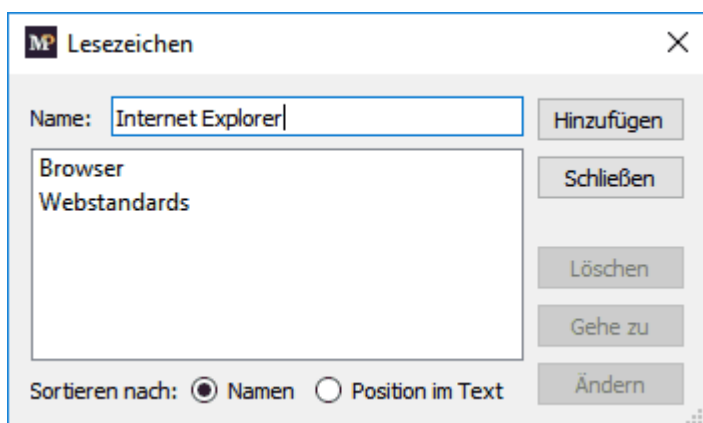 MP Lesezeichen
Name: Internet Explorer Hinzufügen
Browser
Schließen
Webstandards
Löschen
Gehe zu
Ändern
Sortieren nach: Namen Position im Text